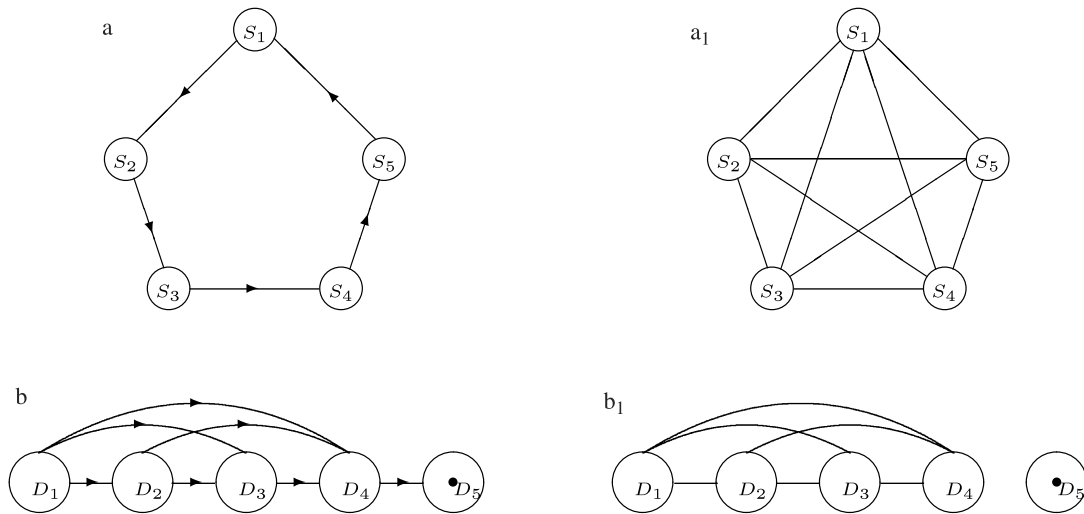 a
S₁
S₂
S₅
S₃
S₄
a₁
S₁
S₂
S₅
S₃
S₄
b
D₁ D₂ D₃ D₄ D₅
b₁
D₁ D₂ D₃ D₄ D₅